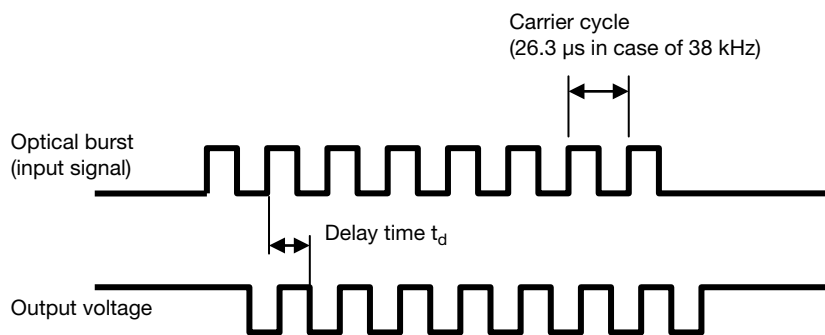 Carrier cycle
(26.3 µs in case of 38 kHz)
Optical burst
(input signal)
Delay time td
Output voltage